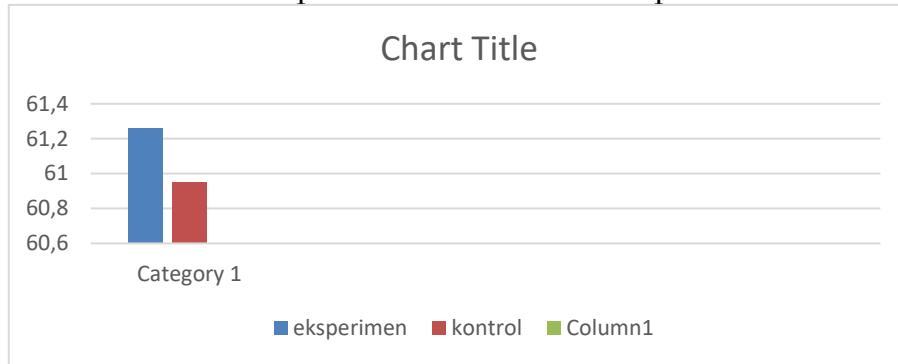 Chart Title
61,4
61,2
61
60,8
60,6
Category 1
eksperimen kontrol Column1